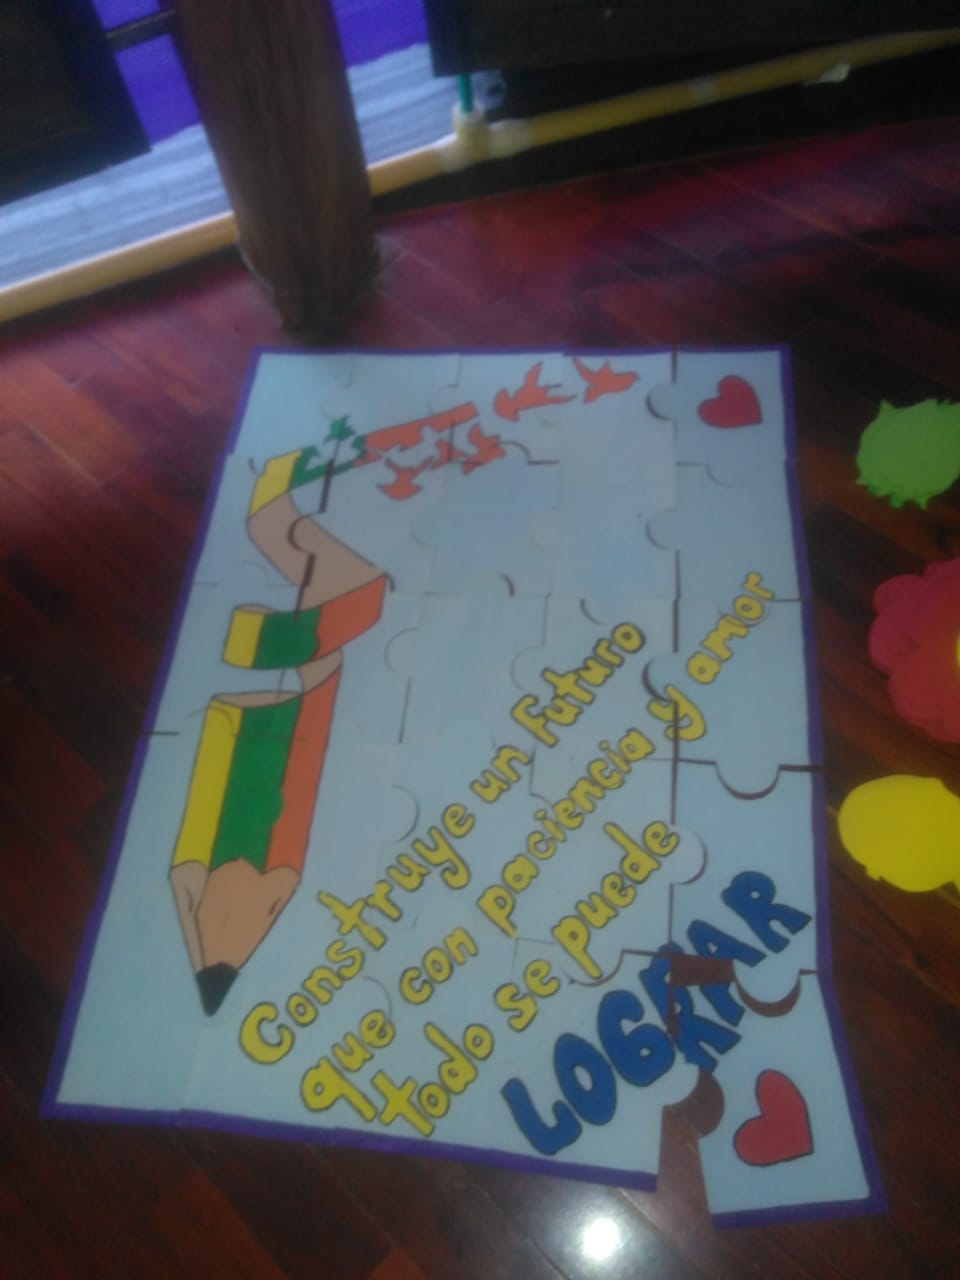 Construye un Futuro
que con paciencia y amor
todo se puede
LOGRAR